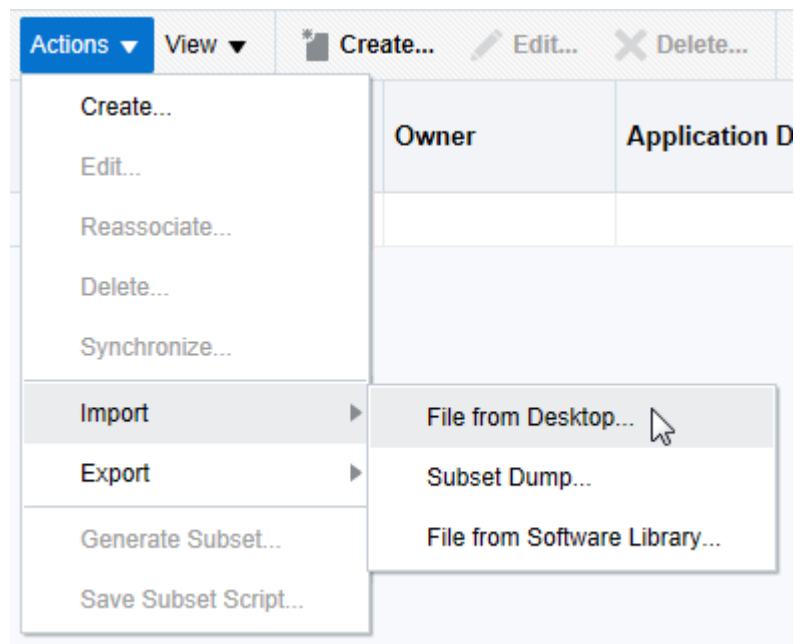 Actions View Create... Edit... Delete...
Create...
Owner Application D
Edit...
Reassociate...
Delete...
Synchronize...
Import
File from Desktop...
Export
Subset Dump...
Generate Subset...
File from Software Library...
Save Subset Script...